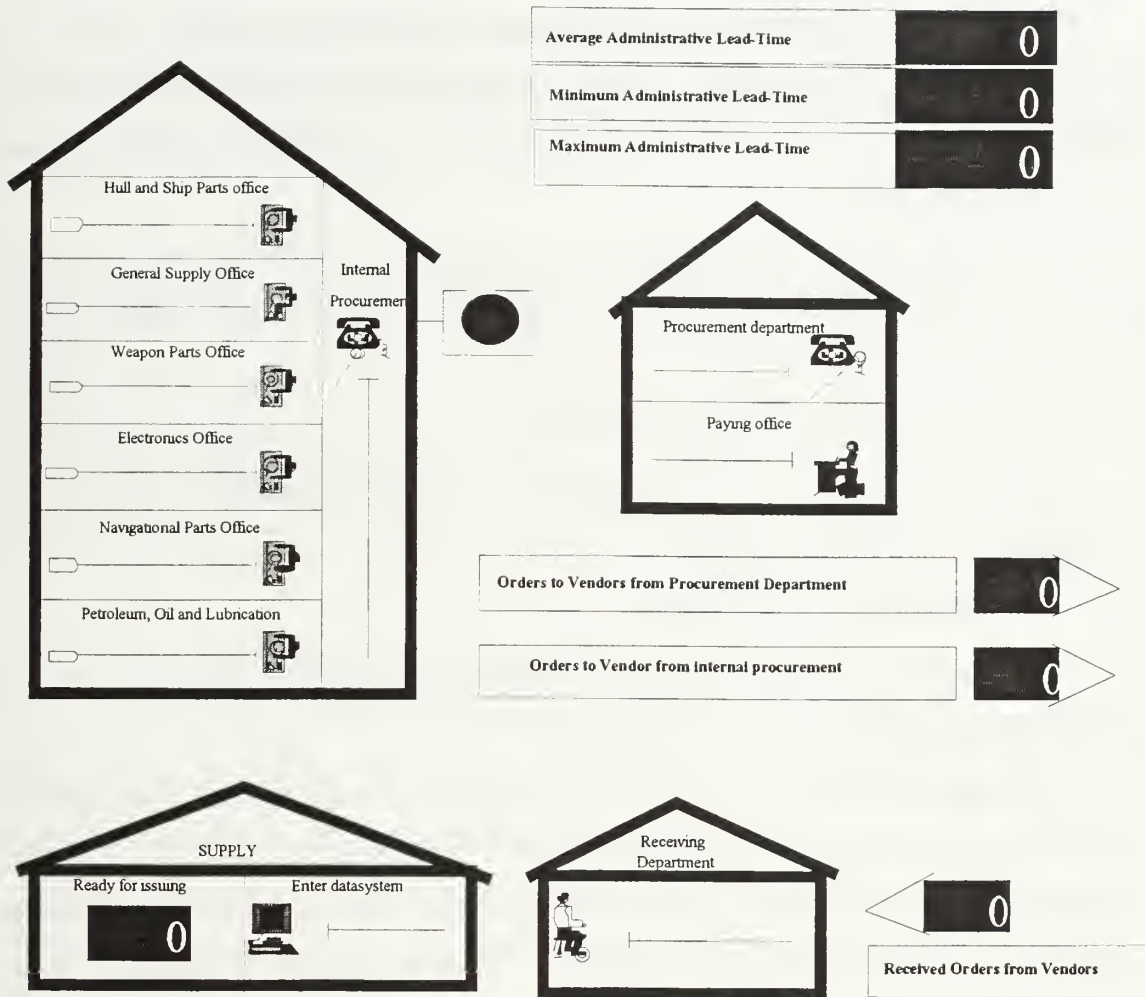 Average Administrative Lead-Time 0
Minimum Administrative Lead-Time 0
Maximum Administrative Lead-Time 0
Hull and Ship Parts office
General Supply Office
Weapon Parts Office
Electronics Office
Navigational Parts Office
Petroleum, Oil and Lubrication
Internal
Procuremen
Procurement department
Paying office
Orders to Vendors from Procurement Department 0
Orders to Vendor from internal procurement 0
SUPPLY
Ready for issuing
0
Enter datasystem
Receiving
Department
0
Received Orders from Vendors